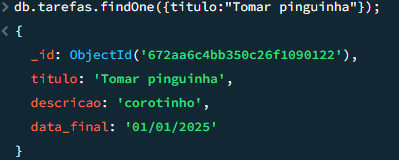 > db.tarefas.findOne({titulo:"Tomar pinguinha"});
< {
_id: ObjectId('672aa6c4bb350c26f1090122'),
titulo: 'Tomar pinguinha',
descricao: 'corotinho',
data_final: '01/01/2025'
}